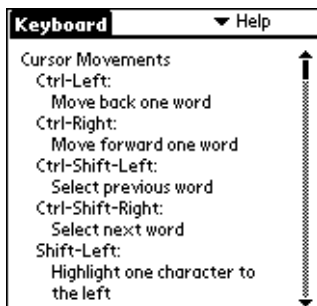 Keyboard
Help
Cursor Movements
Ctrl-Left:
Move back one word
Ctrl-Right:
Move forward one word
Ctrl-Shift-Left:
Select previous word
Ctrl-Shift-Right:
Select next word
Shift-Left:
Highlight one character to
the left